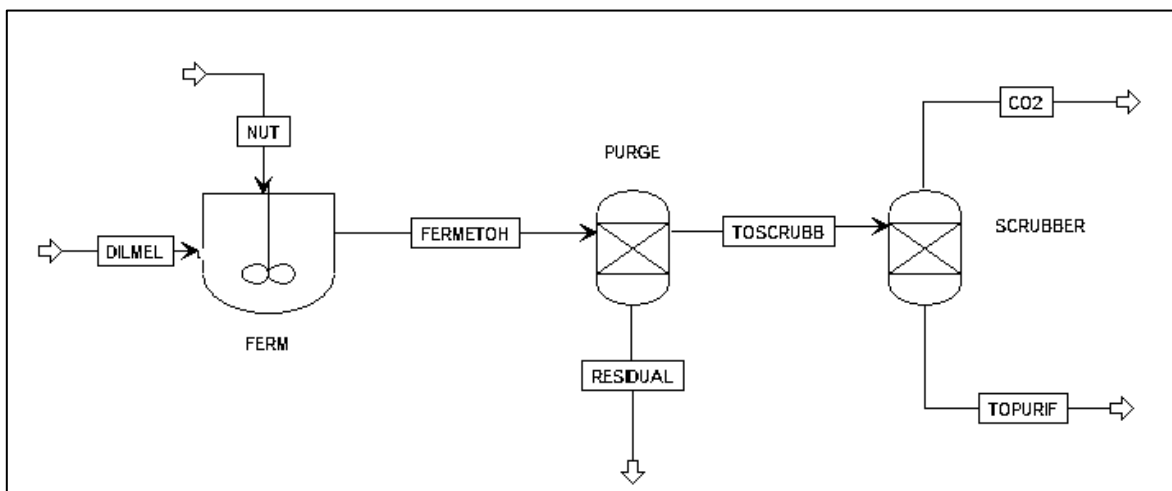 NUT
DILMEL
FERM
FERMETOH
PURGE
RESIDUAL
TOSCRUBB
SCRUBBER
CO2
TOPURIF